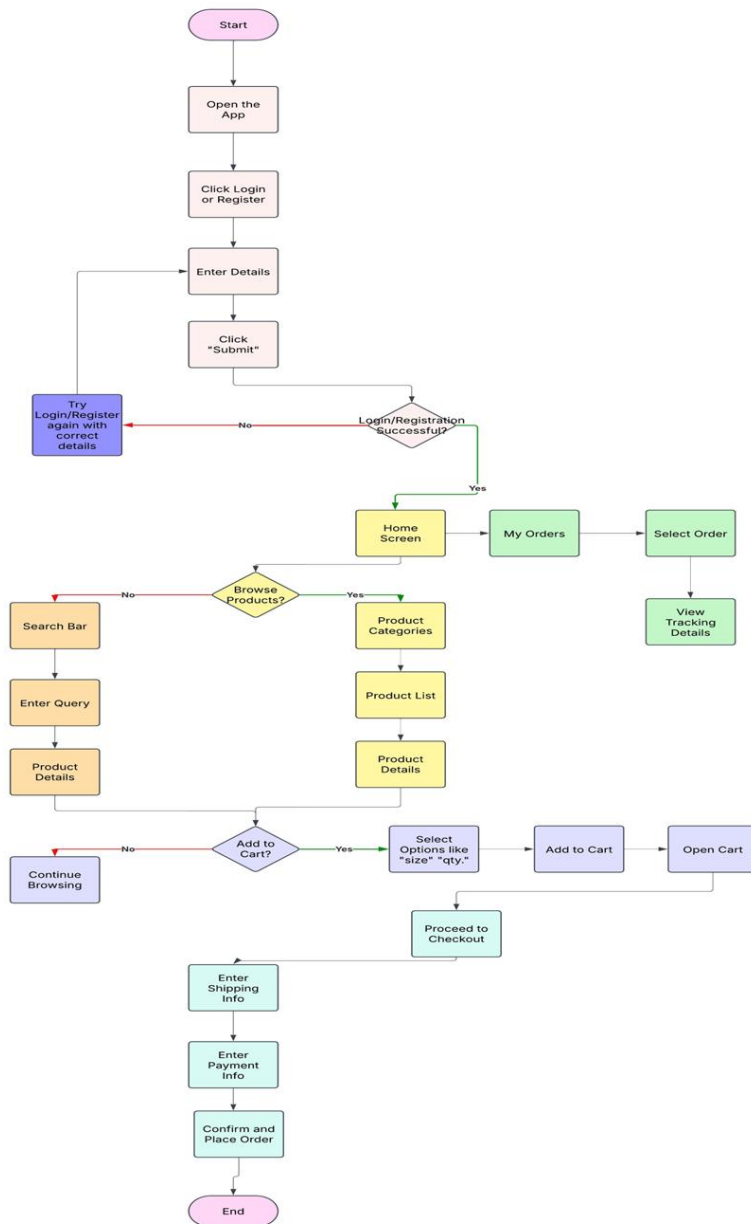 Start
Open the
App
Click Login
or Register
Enter Details
Click
"Submit"
Login/Registration
Successful?
No
Try
Login/Register
again with
correct
details
Yes
Home
Screen
My Orders
Select Order
View
Tracking
Details
Browse
Products?
No
Yes
Search Bar
Enter Query
Product
Details
Product
Categories
Product List
Product
Details
Add to
Cart?
No
Yes
Continue
Browsing
Select
Options like
"size" "qty."
Add to Cart
Open Cart
Proceed to
Checkout
Enter
Shipping
Info
Enter
Payment
Info
Confirm and
Place Order
End